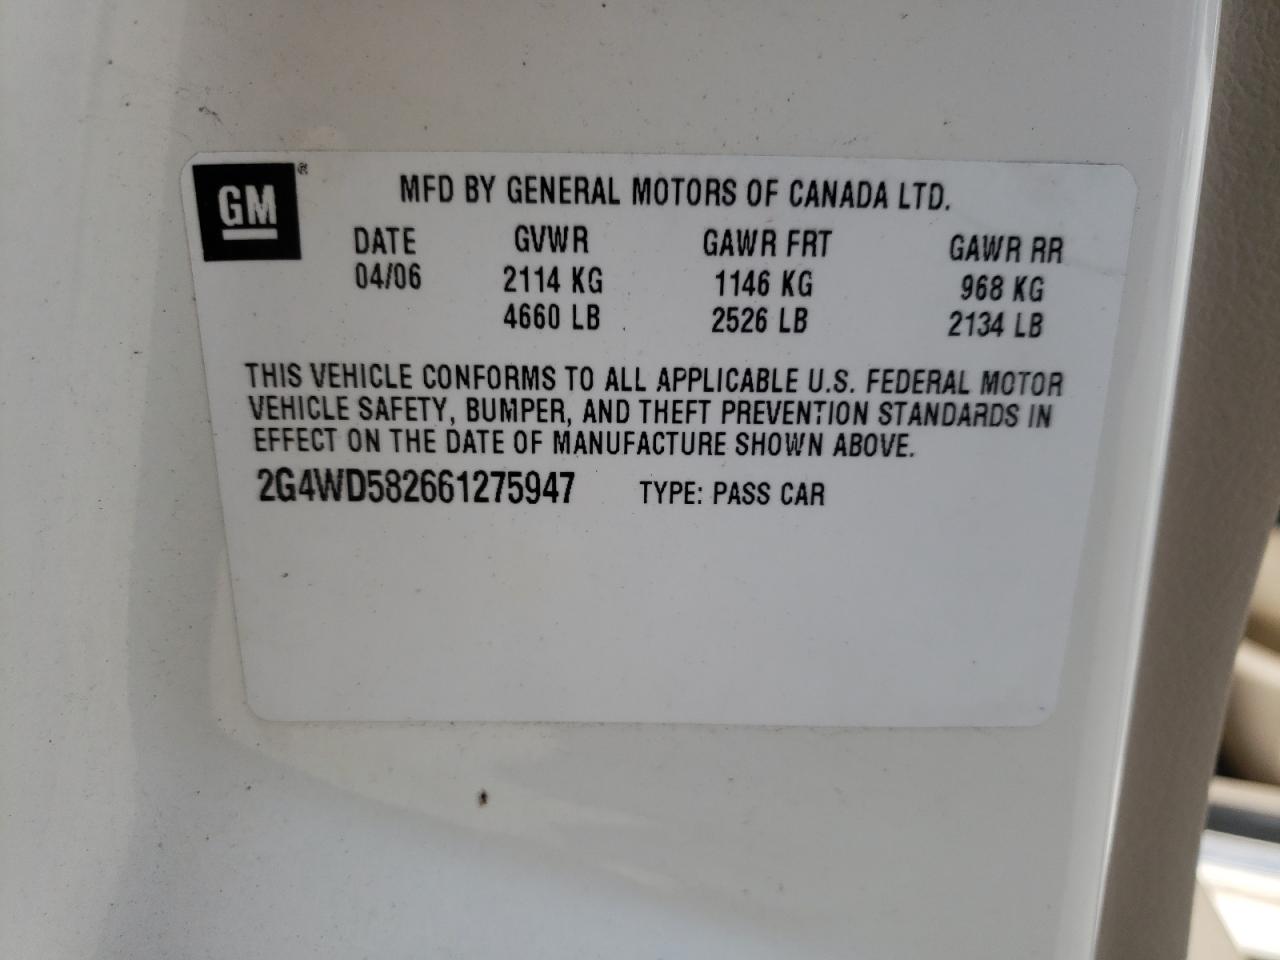 GM®
MFD BY GENERAL MOTORS OF CANADA LTD.
DATE GVWR GAWR FRT GAWR RR
04/06 2114 KG 1146 KG 968 KG
4660 LB 2526 LB 2134 LB
THIS VEHICLE CONFORMS TO ALL APPLICABLE U.S. FEDERAL MOTOR
VEHICLE SAFETY, BUMPER, AND THEFT PREVENTION STANDARDS IN
EFFECT ON THE DATE OF MANUFACTURE SHOWN ABOVE.
2G4WD582661275947 TYPE: PASS CAR